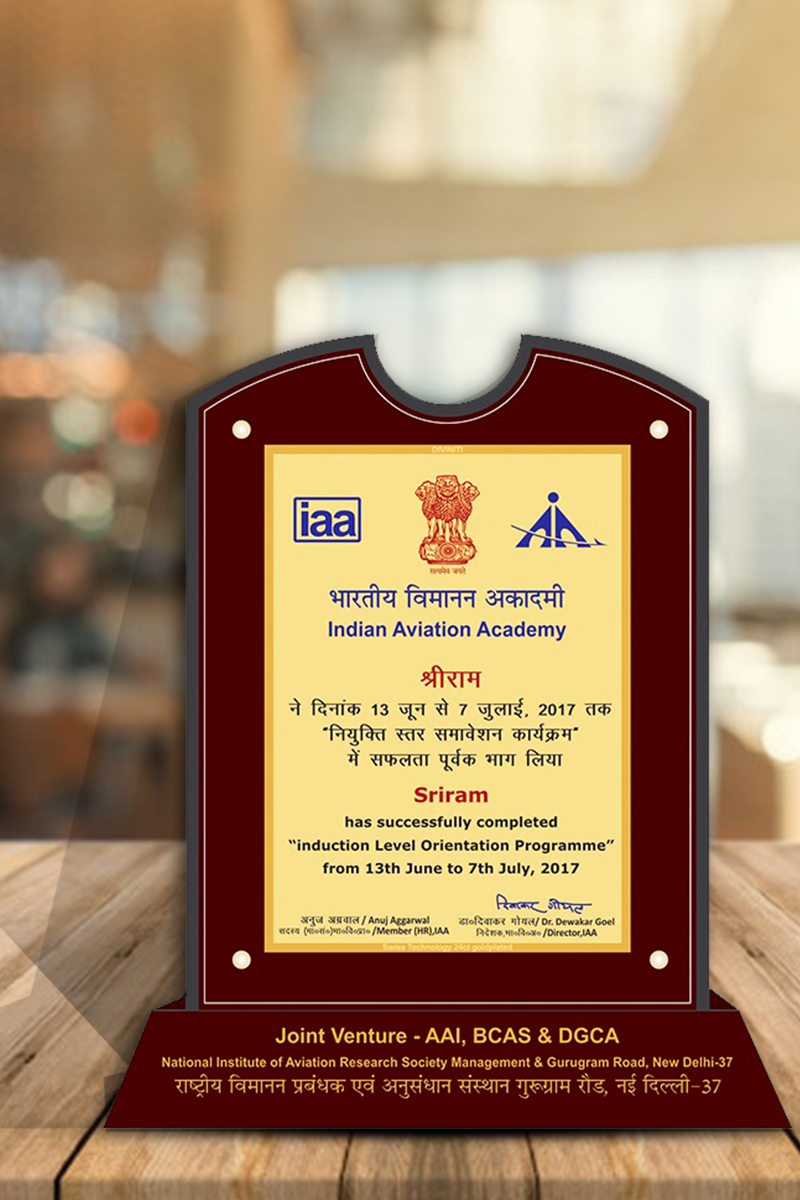 DIVINITI
iaa
सत्यमेव जयते
भारतीय विमानन अकादमी
Indian Aviation Academy
श्रीराम
ने दिनांक 13 जून से 7 जुलाई, 2017 तक
"नियुक्ति स्तर समावेशन कार्यक्रम"
में सफलता पूर्वक भाग लिया
Sriram
has successfully completed
“induction Level Orientation Programme”
from 13th June to 7th July, 2017
दिवाकर गोयल
अनुज अग्रवाल / Anuj Aggarwal
सदस्य (मा०सं०)भा०वि०प्रा० /Member (HR),IAA
डा०दिवाकर गोयल/ Dr. Dewakar Goel
निदेशक,भा०वि०अ० /Director,IAA
Swiss Technology 24ct goldplated
Joint Venture - AAI, BCAS & DGCA
National Institute of Aviation Research Society Management & Gurugram Road, New Delhi-37
राष्ट्रीय विमानन प्रबंधक एवं अनुसंधान संस्थान गुरूग्राम रौड, नई दिल्ली-37